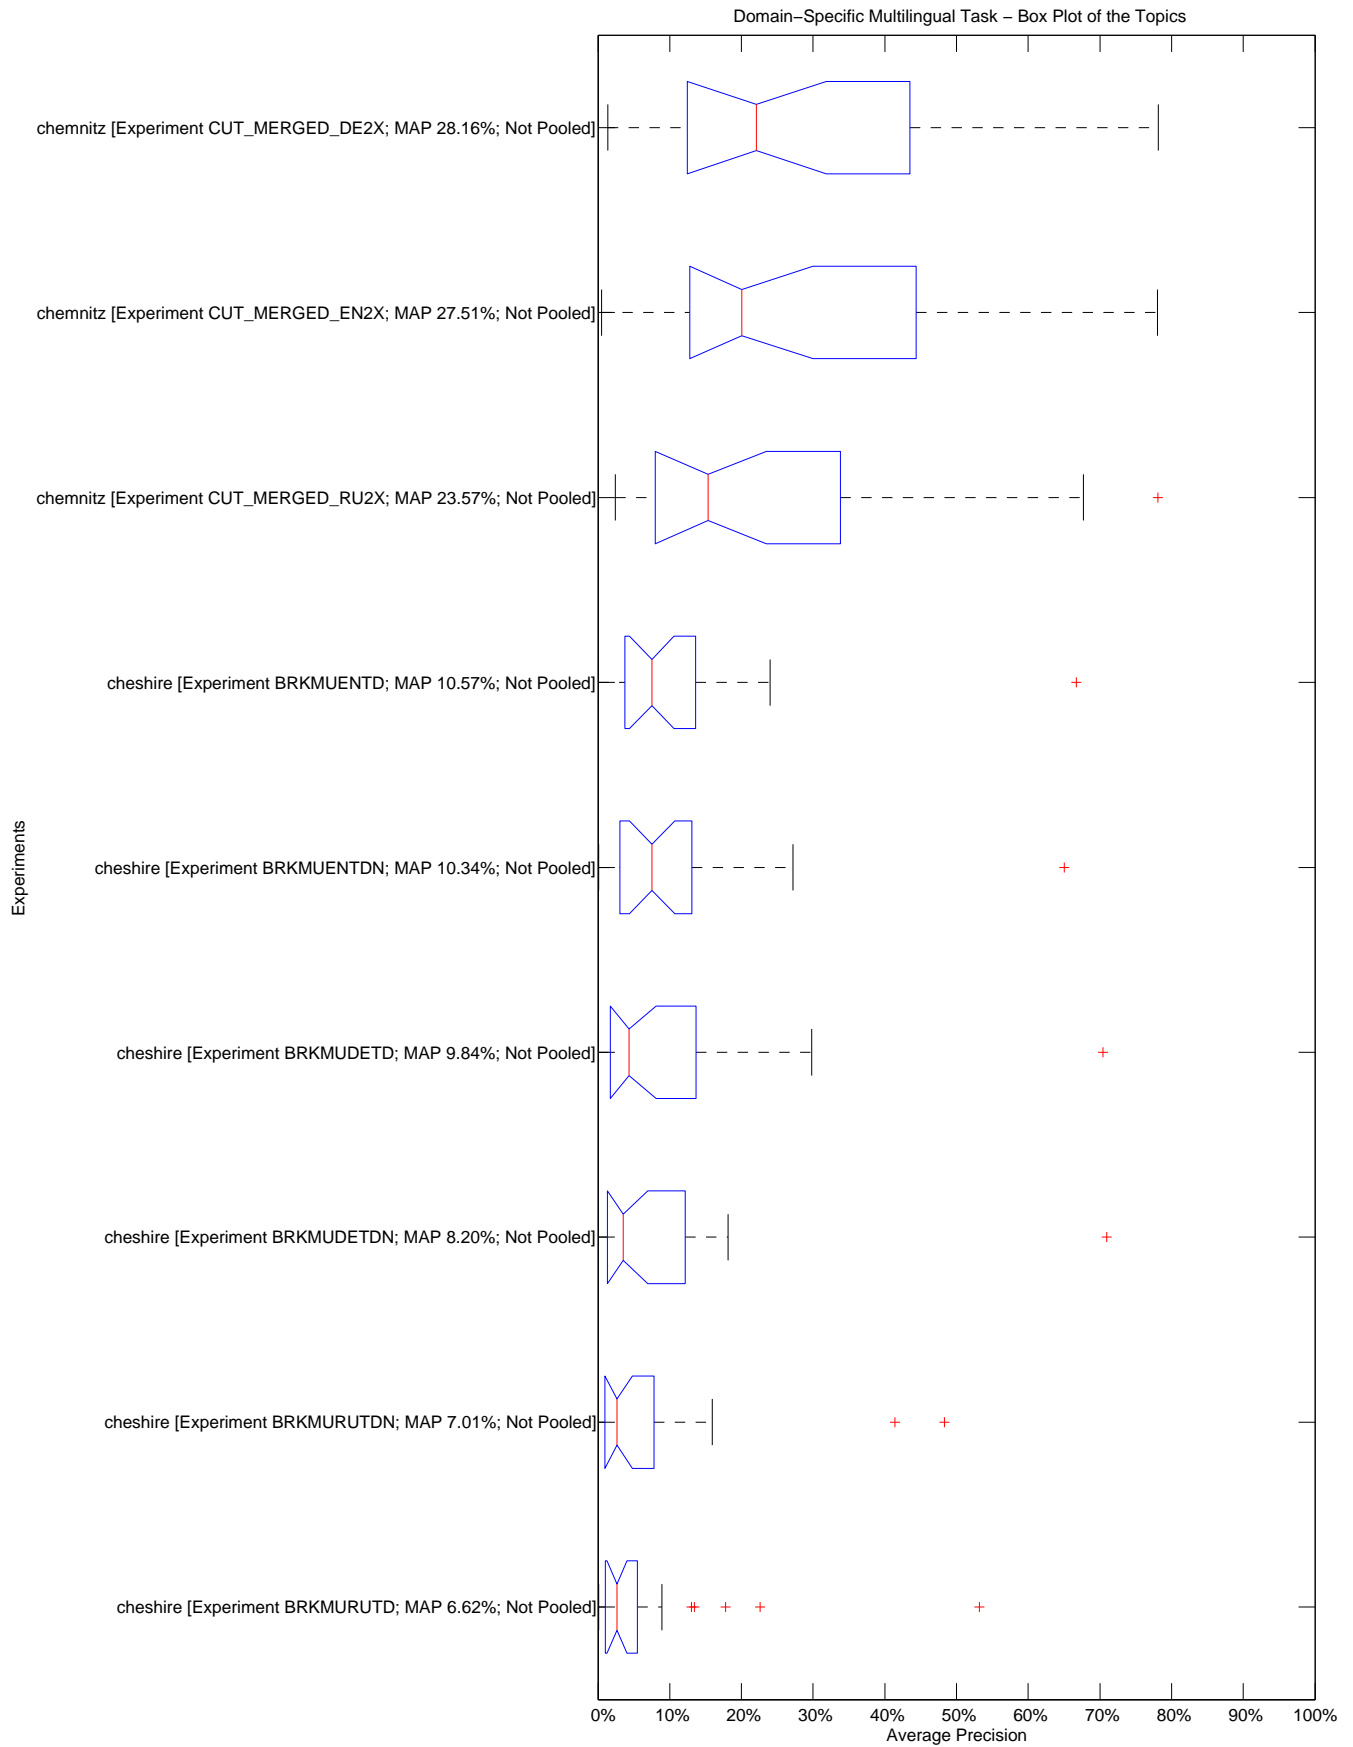 Domain−Specific Multilingual Task − Box Plot of the Topics
chemnitz [Experiment CUT_MERGED_DE2X; MAP 28.16%; Not Pooled]
chemnitz [Experiment CUT_MERGED_EN2X; MAP 27.51%; Not Pooled]
chemnitz [Experiment CUT_MERGED_RU2X; MAP 23.57%; Not Pooled]
cheshire [Experiment BRKMUENTD; MAP 10.57%; Not Pooled]
cheshire [Experiment BRKMUENTDN; MAP 10.34%; Not Pooled]
cheshire [Experiment BRKMUDETD; MAP 9.84%; Not Pooled]
cheshire [Experiment BRKMUDETDN; MAP 8.20%; Not Pooled]
cheshire [Experiment BRKMURUTDN; MAP 7.01%; Not Pooled]
cheshire [Experiment BRKMURUTD; MAP 6.62%; Not Pooled]
Experiments
0% 10% 20% 30% 40% 50% 60% 70% 80% 90% 100%
Average Precision